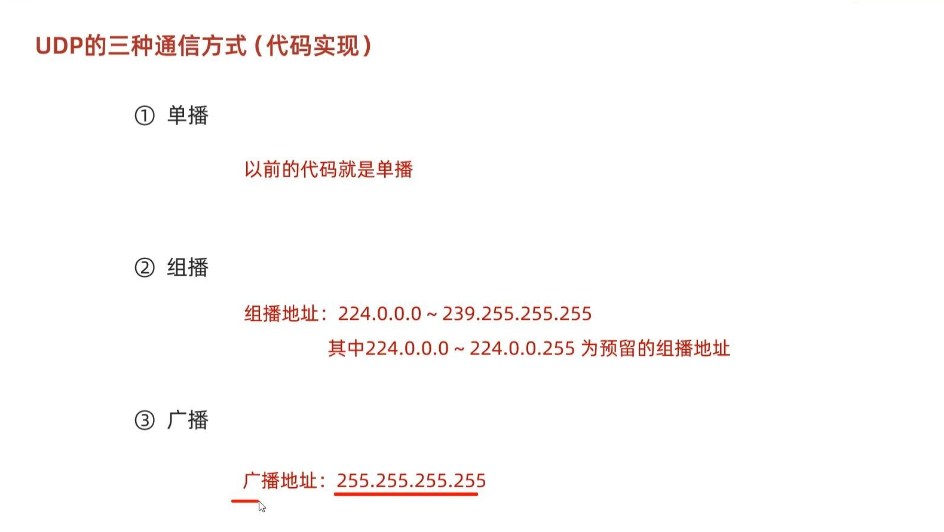 UDP的三种通信方式（代码实现）
① 单播
以前的代码就是单播
② 组播
组播地址：224.0.0.0 ~ 239.255.255.255
其中224.0.0.0 ~ 224.0.0.255 为预留的组播地址
③ 广播
广播地址：255.255.255.255